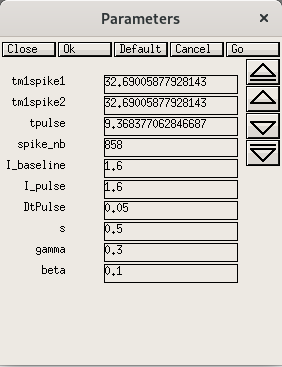 Parameters ×
Close Ok Default Cancel Go
tm1spike1 32.69005877928143
tm1spike2 32.69005877928143
tpulse 9.368377062846687
spike_nb 858
I_baseline 1.6
I_pulse 1.6
DtPulse 0.05
s 0.5
gamma 0.3
beta 0.1